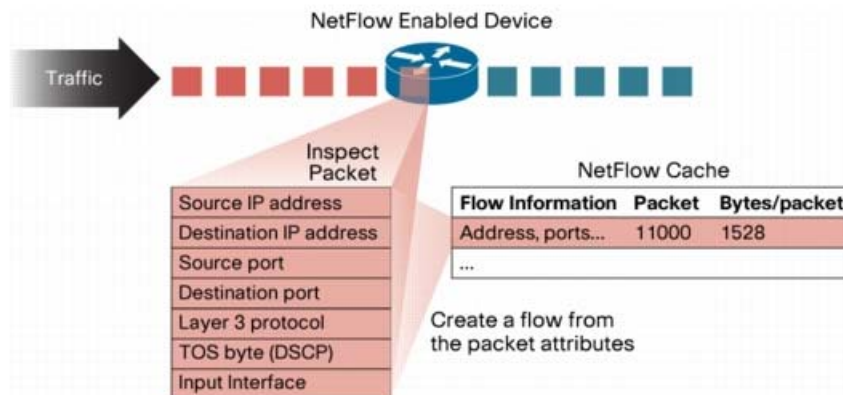 NetFlow Enabled Device
Traffic
Inspect
Packet
Source IP address
Destination IP address
Source port
Destination port
Layer 3 protocol
TOS byte (DSCP)
Input Interface
NetFlow Cache
Flow Information Packet Bytes/packet
Address, ports... 11000 1528
...
Create a flow from
the packet attributes